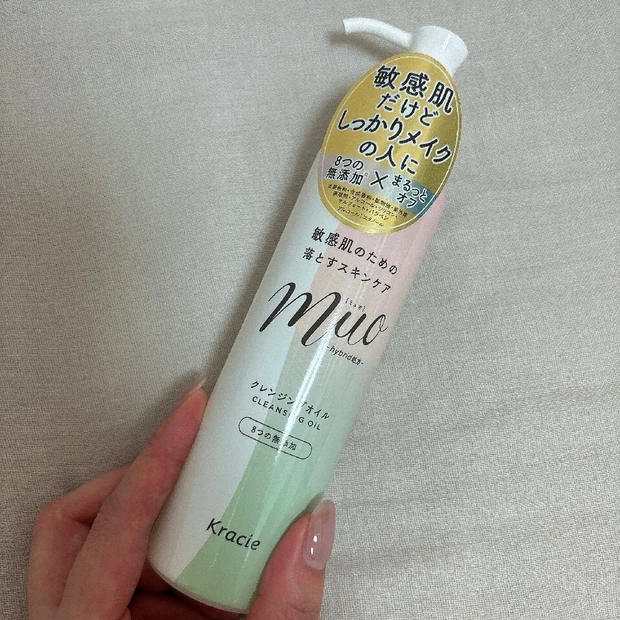 敏感肌
だけど
しっかりメイク
の人に
8つの
無添加
×
まるっと
オフ
敏感肌のための
落とすスキンケア
muo
クレンジングオイル
CLEANSING OIL
8つの無添加
Kracie